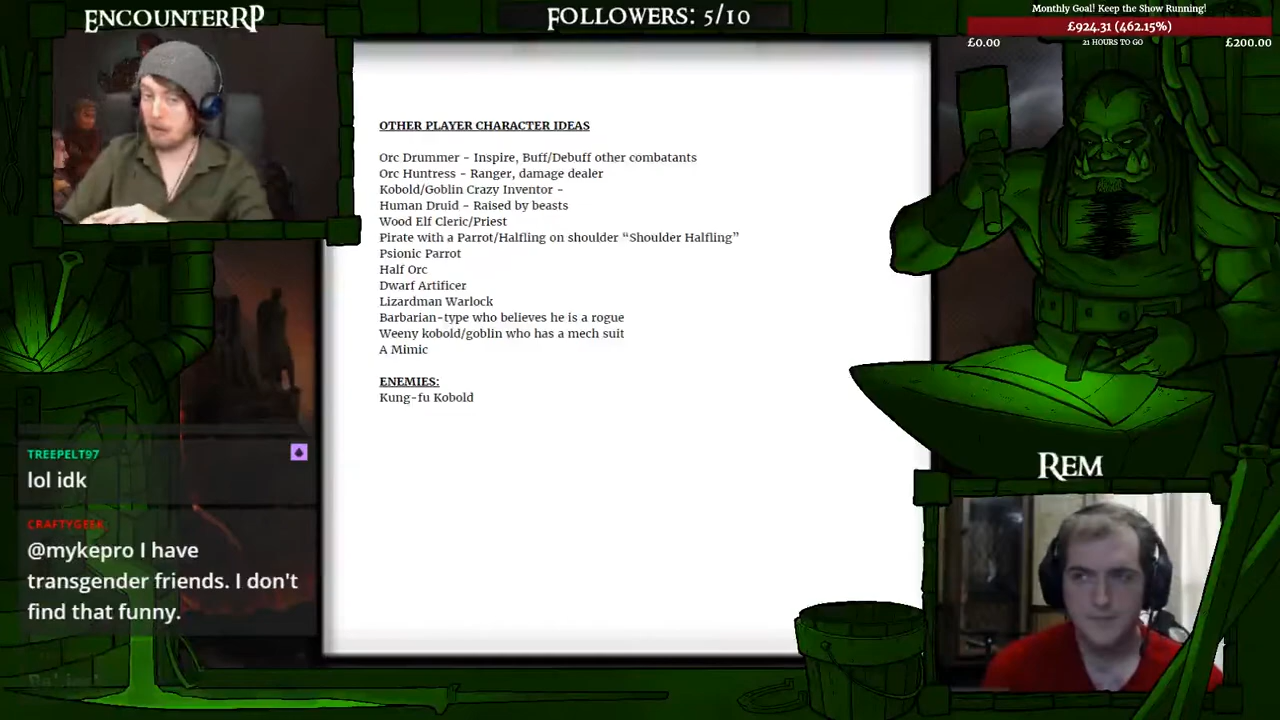 EncounterRP
Followers: 5/10
Monthly Goal! Keep the Show Running!
£924.31 (462.15%)
£0.00
21 HOURS TO GO
£200.00
OTHER PLAYER CHARACTER IDEAS
Orc Drummer - Inspire, Buff/Debuff other combatants
Orc Huntress - Ranger, damage dealer
Kobold/Goblin Crazy Inventor -
Human Druid - Raised by beasts
Wood Elf Cleric/Priest
Pirate with a Parrot/Halfling on shoulder “Shoulder Halfling”
Psionic Parrot
Half Orc
Dwarf Artificer
Lizardman Warlock
Barbarian-type who believes he is a rogue
Weeny kobold/goblin who has a mech suit
A Mimic
ENEMIES:
Kung-fu Kobold
TREEPELT97
lol idk
CRAFTYGEEK:
@mykepro I have
transgender friends. I don't
find that funny.
Rem